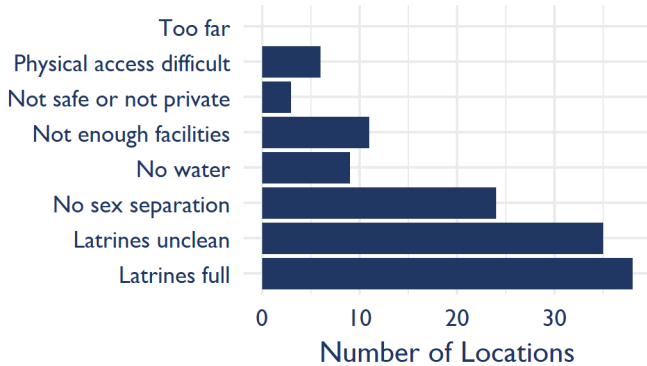 Too far
Physical access difficult
Not safe or not private
Not enough facilities
No water
No sex separation
Latrines unclean
Latrines full
0 10 20 30
Number of Locations